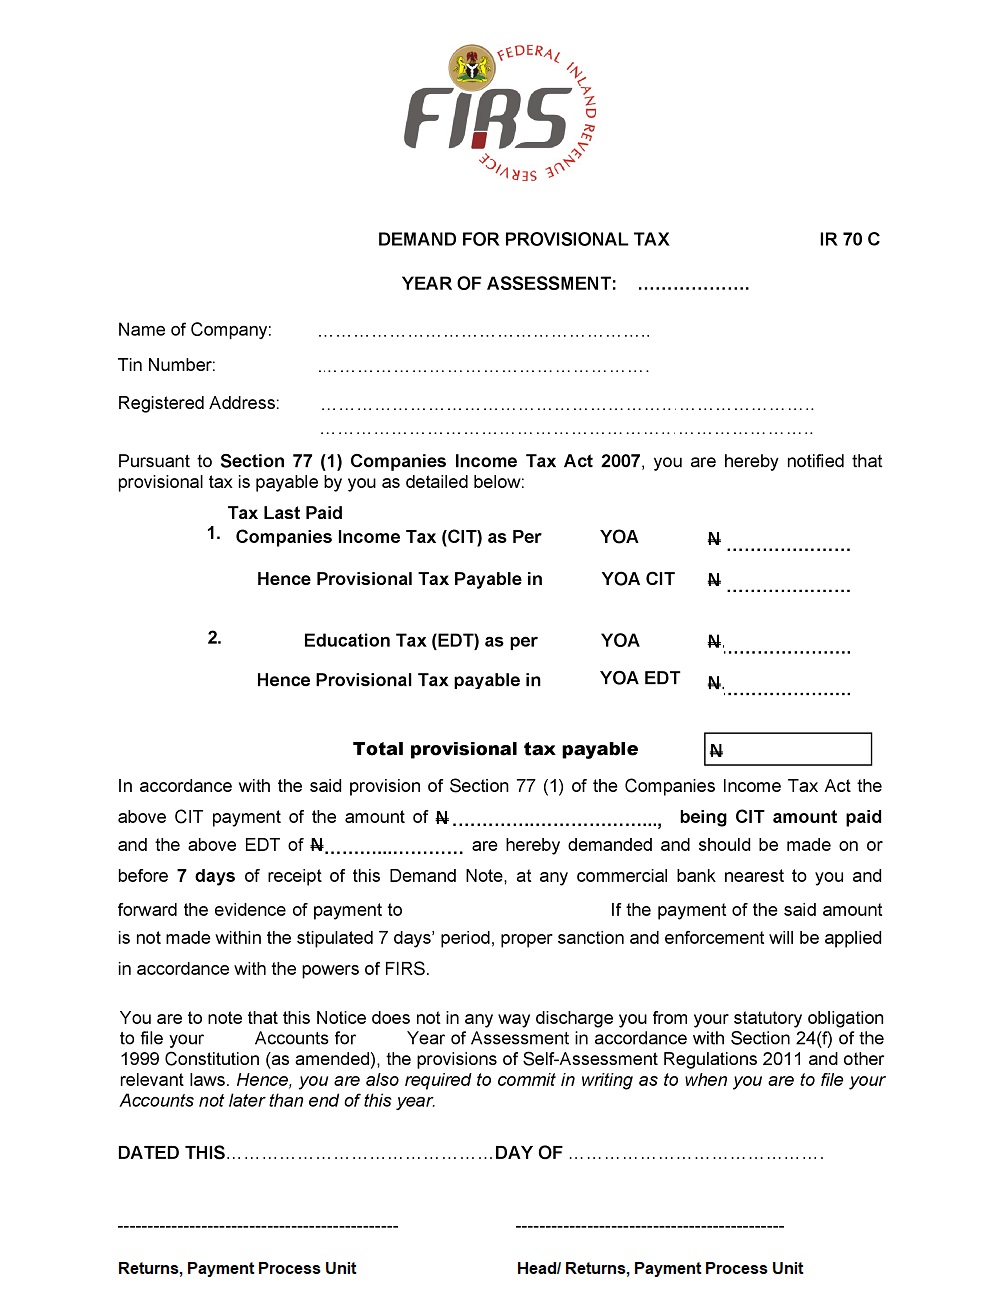 FIRS
FEDERAL INLAND REVENUE SERVICE
DEMAND FOR PROVISIONAL TAX IR 70 C
YEAR OF ASSESSMENT: ……………….
Name of Company: ………………………………………………..
Tin Number: ……………………………………………….
Registered Address: ………………………………………………………………………..
………………………………………………………………………..
Pursuant to Section 77 (1) Companies Income Tax Act 2007, you are hereby notified that
provisional tax is payable by you as detailed below:
Tax Last Paid
1. Companies Income Tax (CIT) as Per YOA ₦ …………………
Hence Provisional Tax Payable in YOA CIT ₦ …………………
2. Education Tax (EDT) as per YOA ₦ …………………
Hence Provisional Tax payable in YOA EDT ₦ …………………
Total provisional tax payable ₦
In accordance with the said provision of Section 77 (1) of the Companies Income Tax Act the
above CIT payment of the amount of ₦ …………………………….., being CIT amount paid
and the above EDT of ₦…………………… are hereby demanded and should be made on or
before 7 days of receipt of this Demand Note, at any commercial bank nearest to you and
forward the evidence of payment to If the payment of the said amount
is not made within the stipulated 7 days’ period, proper sanction and enforcement will be applied
in accordance with the powers of FIRS.
You are to note that this Notice does not in any way discharge you from your statutory obligation
to file your Accounts for Year of Assessment in accordance with Section 24(f) of the
1999 Constitution (as amended), the provisions of Self-Assessment Regulations 2011 and other
relevant laws. Hence, you are also required to commit in writing as to when you are to file your
Accounts not later than end of this year.
DATED THIS………………………………………DAY OF …………………………………….
----------------------------------------------- ---------------------------------------------
Returns, Payment Process Unit Head/ Returns, Payment Process Unit